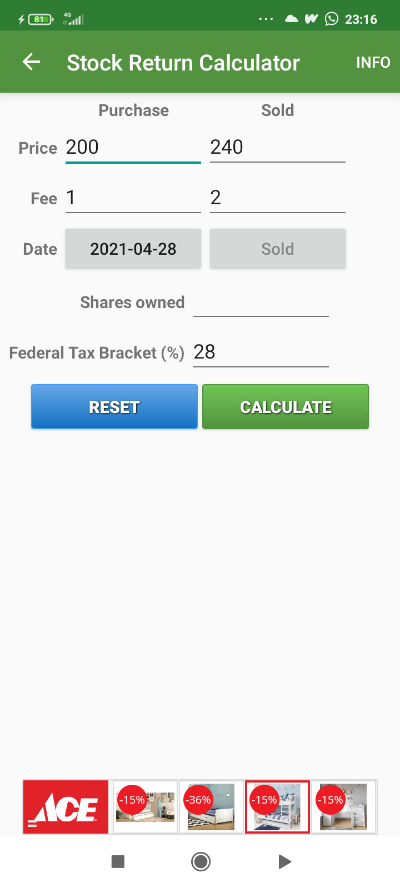 81
4G
... 23:16
Stock Return Calculator INFO
Purchase Sold
Price 200 240
Fee 1 2
Date 2021-04-28 Sold
Shares owned
Federal Tax Bracket (%) 28
RESET CALCULATE
ACE -15% -36% -15% -15%